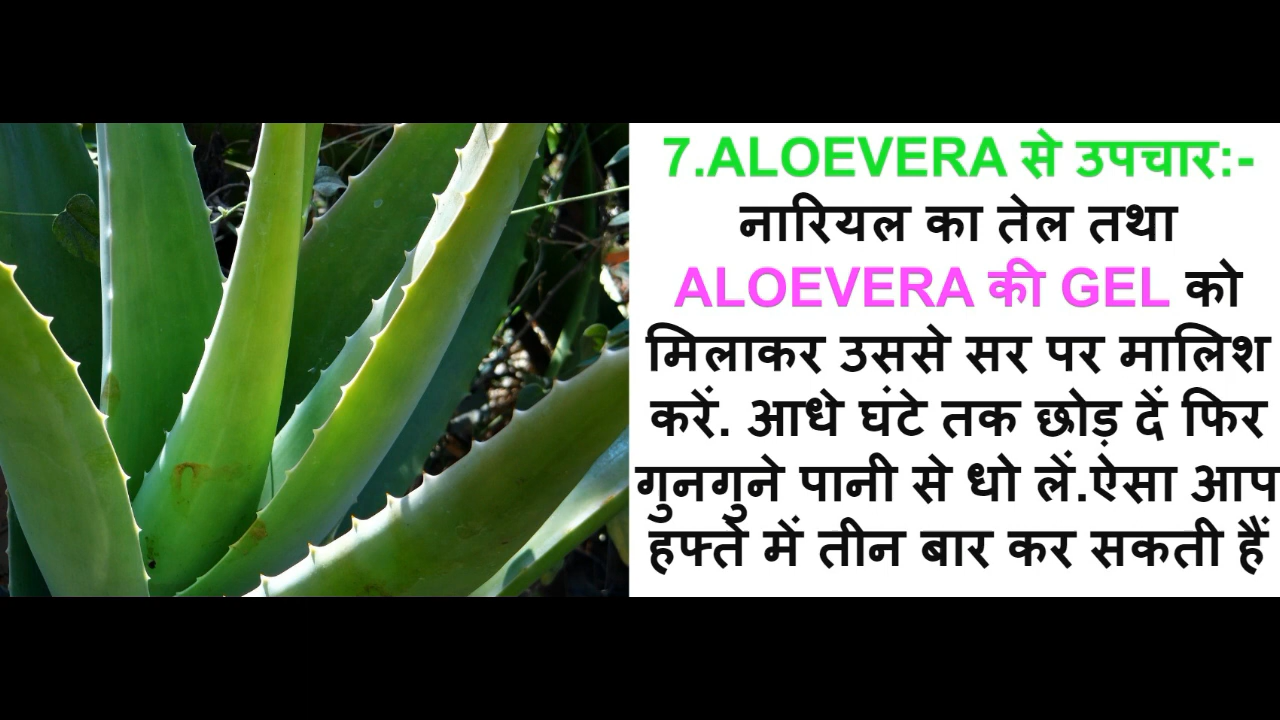 7.ALOEVERA से उपचार:-
नारियल का तेल तथा
ALOEVERA की GEL को
मिलाकर उससे सर पर मालिश
करें. आधे घंटे तक छोड़ दें फिर
गुनगुने पानी से धो लें.ऐसा आप
हफ्ते में तीन बार कर सकती हैं